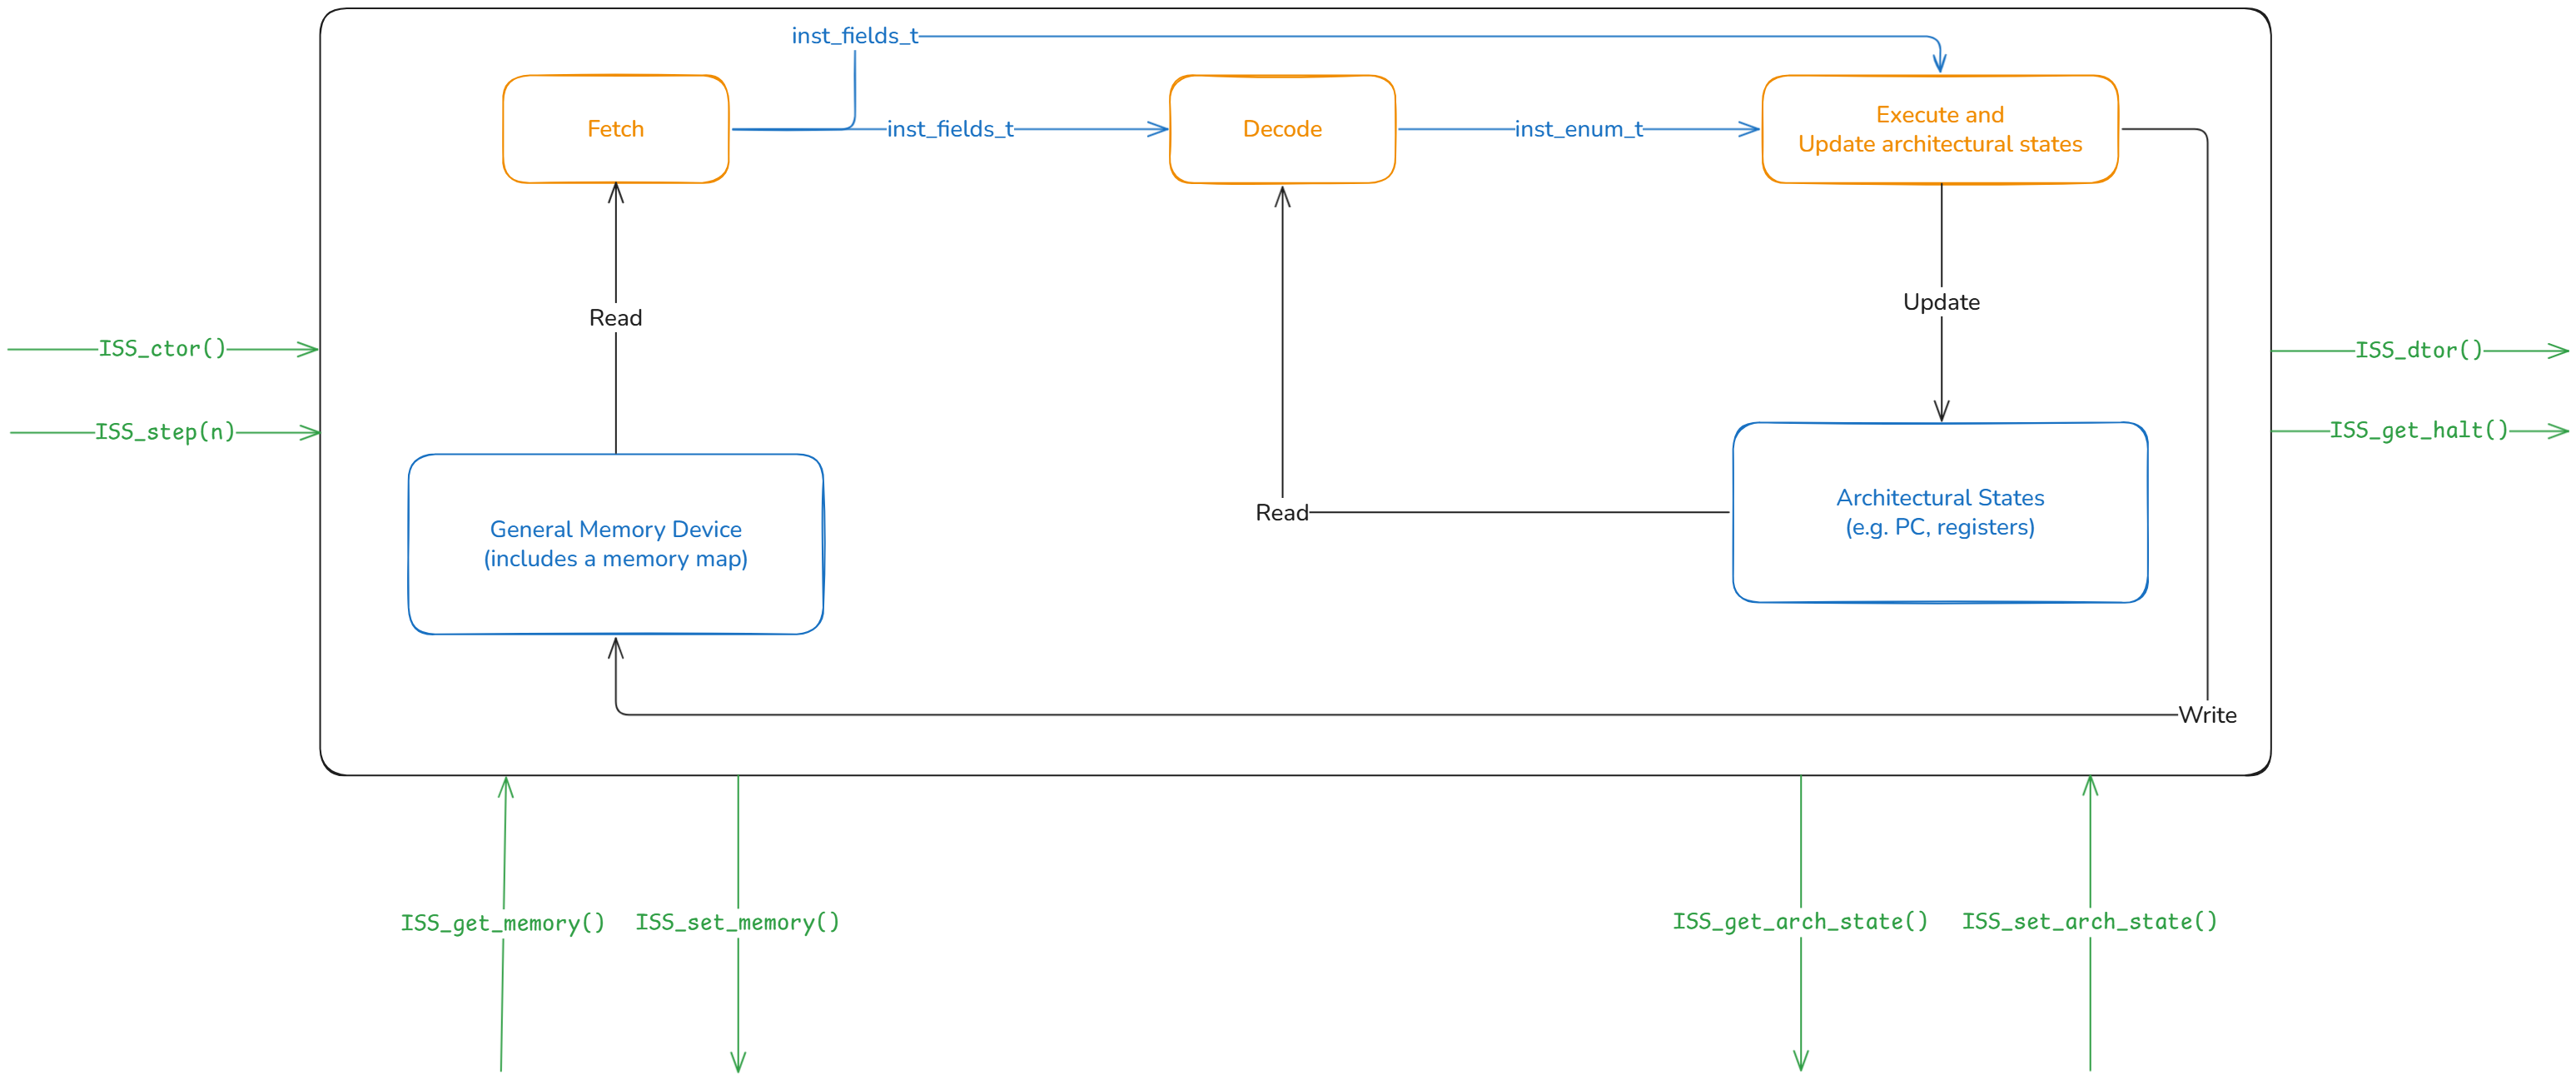 inst_fields_t
Fetch
inst_fields_t
Decode
inst_enum_t
Execute and
Update architectural states
Read
Update
ISS_ctor()
ISS_step(n)
ISS_dtor()
ISS_get_halt()
General Memory Device
(includes a memory map)
Read
Architectural States
(e.g. PC, registers)
Write
ISS_get_memory()
ISS_set_memory()
ISS_get_arch_state()
ISS_set_arch_state()